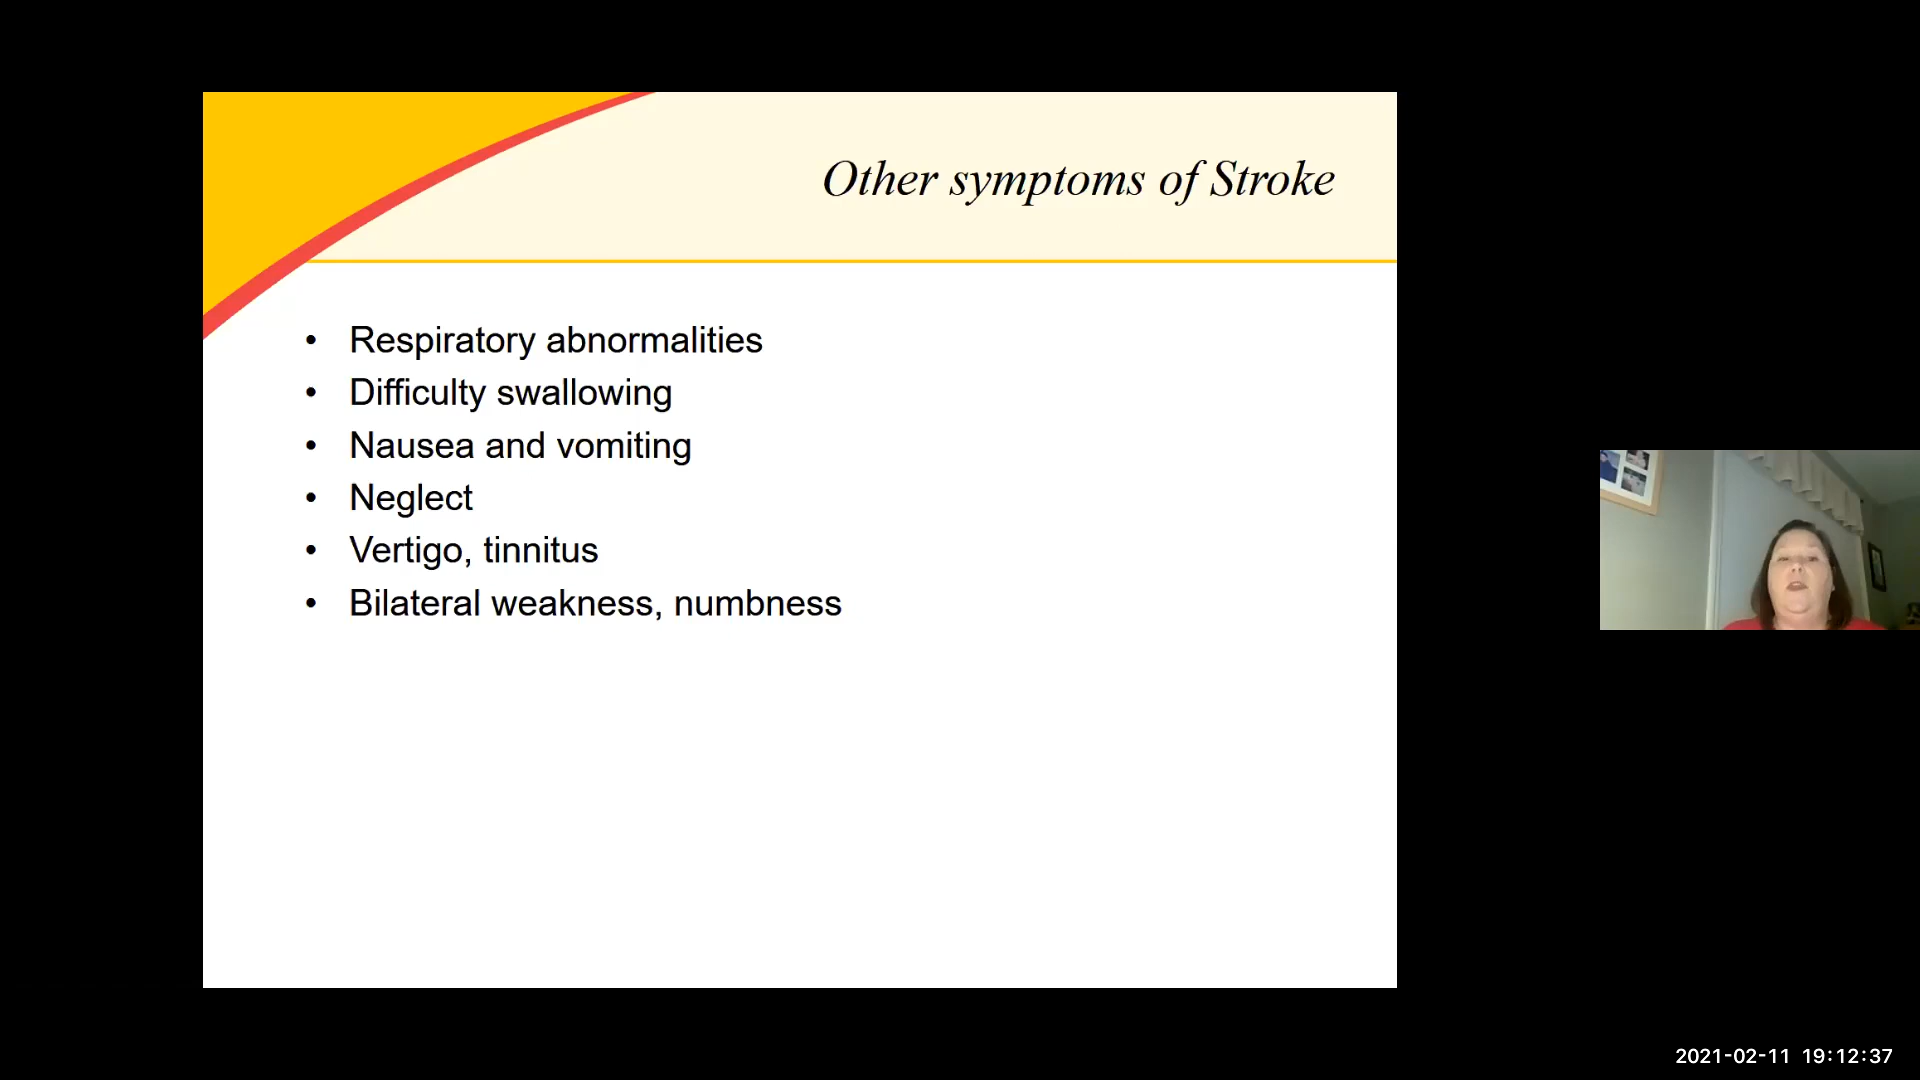 Other symptoms of Stroke
• Respiratory abnormalities
• Difficulty swallowing
• Nausea and vomiting
• Neglect
• Vertigo, tinnitus
• Bilateral weakness, numbness
2021-02-11 19:12:37